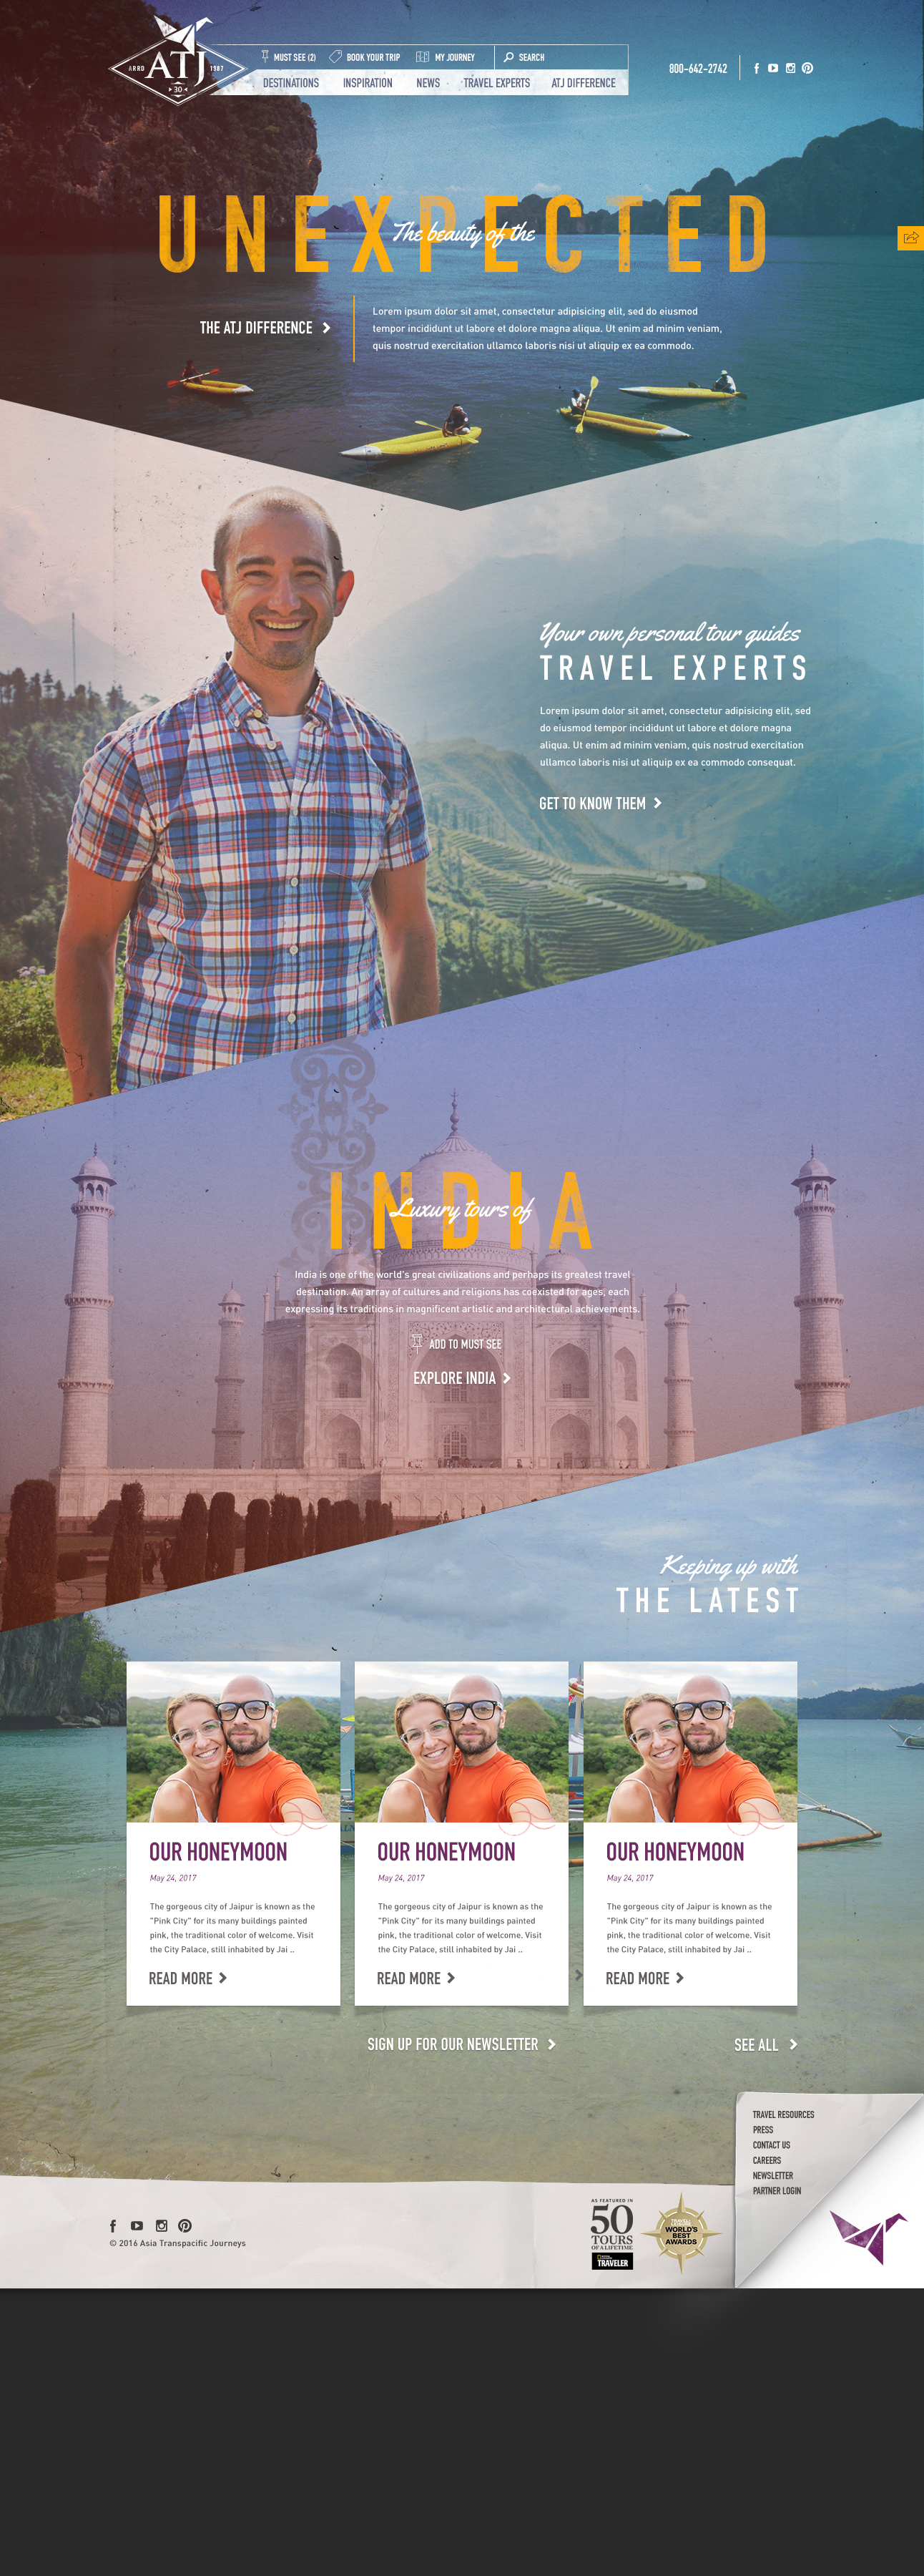 ATJ
ARRD 1987
30
MUST SEE (2)
BOOK YOUR TRIP
MY JOURNEY
SEARCH
DESTINATIONS
INSPIRATION
NEWS
TRAVEL EXPERTS
ATJ DIFFERENCE
800-642-2742
The beauty of the
UNEXPECTED
THE ATJ DIFFERENCE
Lorem ipsum dolor sit amet, consectetur adipisicing elit, sed do eiusmod
tempor incididunt ut labore et dolore magna aliqua. Ut enim ad minim veniam,
quis nostrud exercitation ullamco laboris nisi ut aliquip ex ea commodo.
Your own personal tour guides
TRAVEL EXPERTS
Lorem ipsum dolor sit amet, consectetur adipisicing elit, sed
do eiusmod tempor incididunt ut labore et dolore magna
aliqua. Ut enim ad minim veniam, quis nostrud exercitation
ullamco laboris nisi ut aliquip ex ea commodo consequat.
GET TO KNOW THEM
Luxury tours of
INDIA
India is one of the world's great civilizations and perhaps its greatest travel
destination. An array of cultures and religions has coexisted for ages, each
expressing its traditions in magnificent artistic and architectural achievements.
ADD TO MUST SEE
EXPLORE INDIA
Keeping up with
THE LATEST
OUR HONEYMOON
May 24, 2017
The gorgeous city of Jaipur is known as the
"Pink City" for its many buildings painted
pink, the traditional color of welcome. Visit
the City Palace, still inhabited by Jai ..
READ MORE
OUR HONEYMOON
May 24, 2017
The gorgeous city of Jaipur is known as the
"Pink City" for its many buildings painted
pink, the traditional color of welcome. Visit
the City Palace, still inhabited by Jai ..
READ MORE
OUR HONEYMOON
May 24, 2017
The gorgeous city of Jaipur is known as the
"Pink City" for its many buildings painted
pink, the traditional color of welcome. Visit
the City Palace, still inhabited by Jai ..
READ MORE
SIGN UP FOR OUR NEWSLETTER
SEE ALL
TRAVEL RESOURCES
PRESS
CONTACT US
CAREERS
NEWSLETTER
PARTNER LOGIN
© 2016 Asia Transpacific Journeys
AS FEATURED IN
50
TOURS
OF A LIFETIME
TRAVELER
WORLD'S
BEST
AWARDS